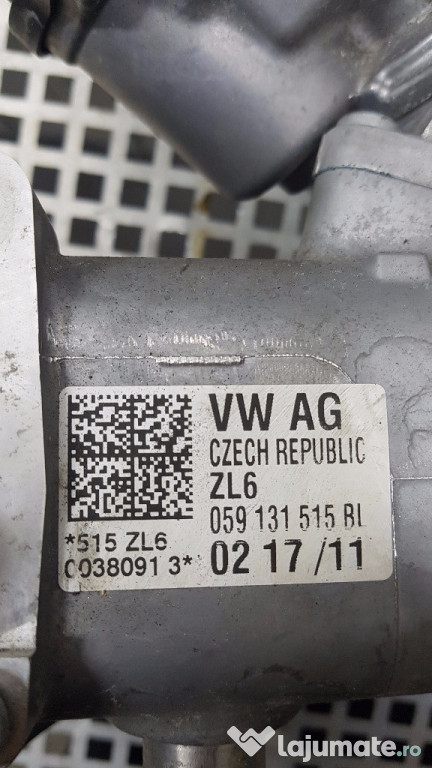 VW AG
CZECH REPUBLIC
ZL6
059 131 515 BL
02 17/11
*515 ZL6
0038091 3*
lajumate.ro